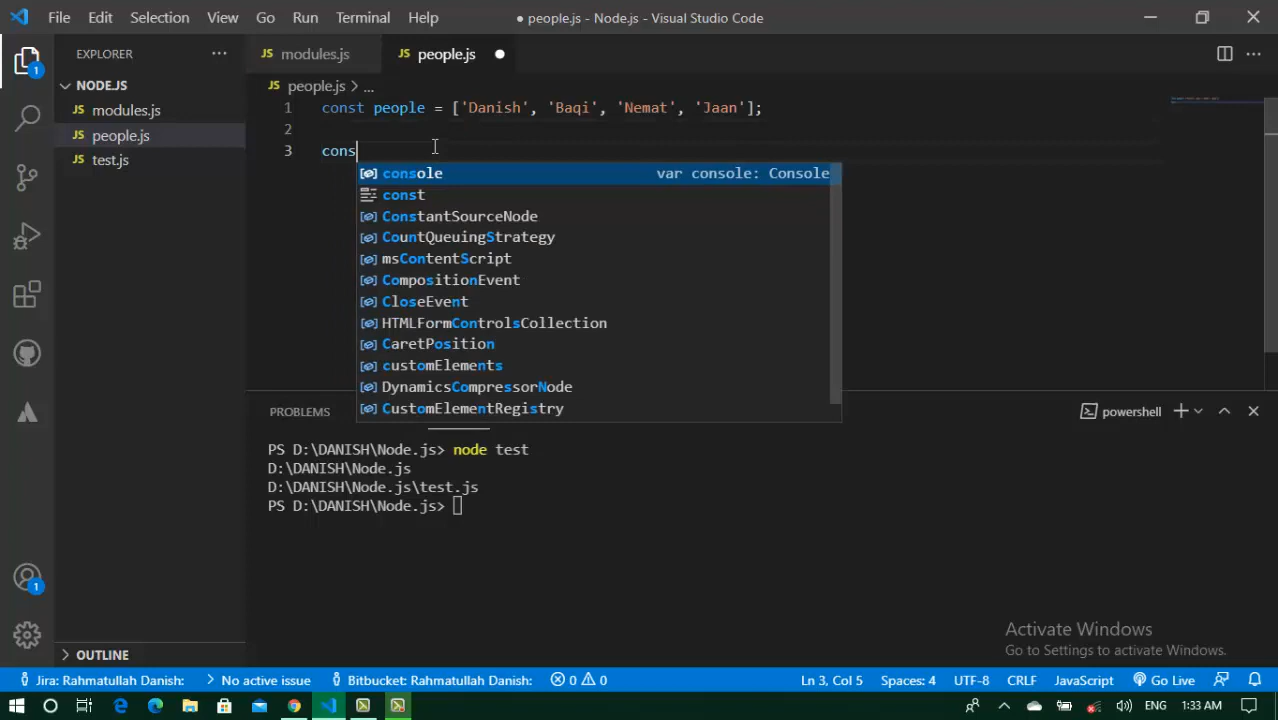 File Edit Selection View Go Run Terminal Help
● people.js - Node.js - Visual Studio Code
EXPLORER ···
JS modules.js
JS people.js ●
NODE.JS
JS people.js > ...
JS modules.js
JS people.js
JS test.js
1 const people = ['Danish', 'Baqi', 'Nemat', 'Jaan'];
2
3 cons
console var console: Console
const
ConstantSourceNode
CountQueuingStrategy
msContentScript
CompositionEvent
CloseEvent
HTMLFormControlsCollection
CaretPosition
customElements
DynamicsCompressorNode
CustomElementRegistry
PROBLEMS
powershell
PS D:\DANISH\Node.js> node test
D:\DANISH\Node.js
D:\DANISH\Node.js\test.js
PS D:\DANISH\Node.js>
1
1
Activate Windows
Go to Settings to activate Windows.
OUTLINE
Jira: Rahmatullah Danish: No active issue Bitbucket: Rahmatullah Danish: 0 0 Ln 3, Col 5 Spaces: 4 UTF-8 CRLF JavaScript Go Live
ENG 1:33 AM